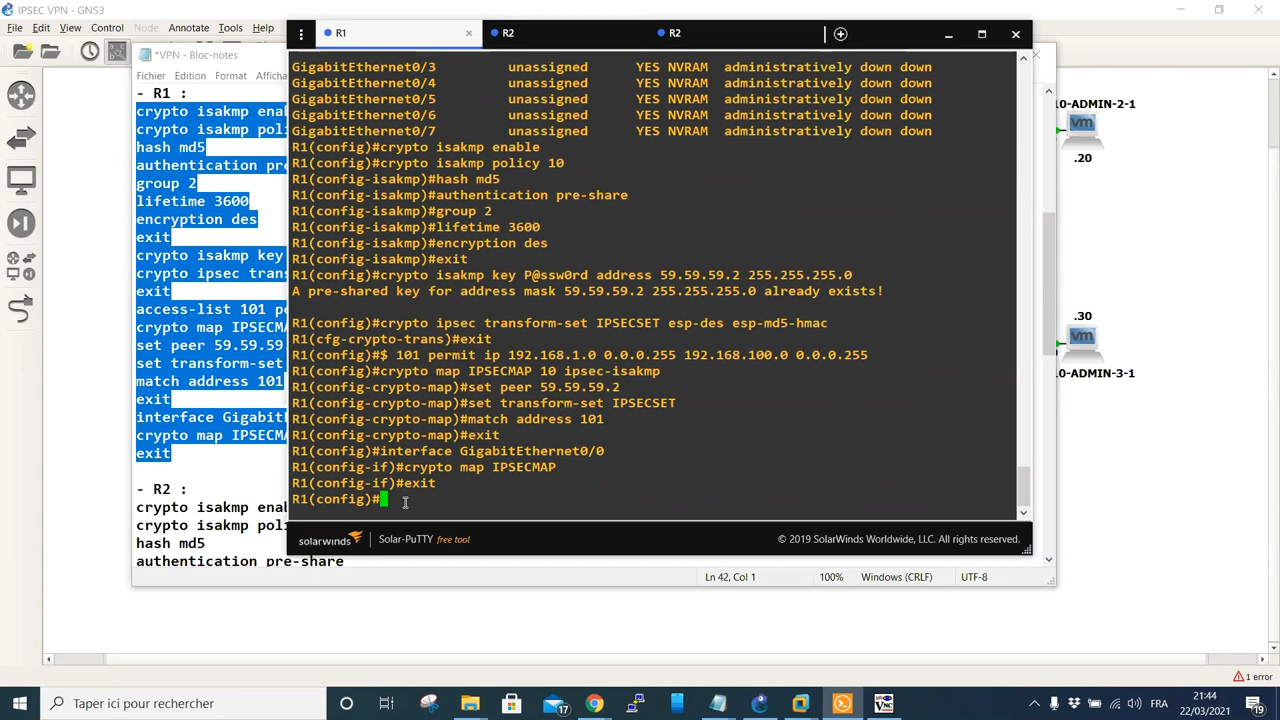 IPSEC VPN - GNS3
File Edit View Control Node Annotate Tools Help
*VPN - Bloc-notes
Fichier Edition Format Afficha
- R1 :
crypto isakmp enab
crypto isakmp poli
hash md5
authentication pre
group 2
lifetime 3600
encryption des
exit
crypto isakmp key
crypto ipsec trans
exit
access-list 101 pe
crypto map IPSECMA
set peer 59.59.59.
set transform-set
match address 101
exit
interface GigabitE
crypto map IPSECMA
exit
- R2 :
crypto isakmp enab
crypto isakmp poli
hash md5
authentication pre-share
Ln 42, Col 1 100% Windows (CRLF) UTF-8
R1 × R2 R2
GigabitEthernet0/3 unassigned YES NVRAM administratively down down
GigabitEthernet0/4 unassigned YES NVRAM administratively down down
GigabitEthernet0/5 unassigned YES NVRAM administratively down down
GigabitEthernet0/6 unassigned YES NVRAM administratively down down
GigabitEthernet0/7 unassigned YES NVRAM administratively down down
R1(config)#crypto isakmp enable
R1(config)#crypto isakmp policy 10
R1(config-isakmp)#hash md5
R1(config-isakmp)#authentication pre-share
R1(config-isakmp)#group 2
R1(config-isakmp)#lifetime 3600
R1(config-isakmp)#encryption des
R1(config-isakmp)#exit
R1(config)#crypto isakmp key P@ssw0rd address 59.59.59.2 255.255.255.0
A pre-shared key for address mask 59.59.59.2 255.255.255.0 already exists!
R1(config)#crypto ipsec transform-set IPSECSET esp-des esp-md5-hmac
R1(cfg-crypto-trans)#exit
R1(config)#$ 101 permit ip 192.168.1.0 0.0.0.255 192.168.100.0 0.0.0.255
R1(config)#crypto map IPSECMAP 10 ipsec-isakmp
R1(config-crypto-map)#set peer 59.59.59.2
R1(config-crypto-map)#set transform-set IPSECSET
R1(config-crypto-map)#match address 101
R1(config-crypto-map)#exit
R1(config)#interface GigabitEthernet0/0
R1(config-if)#crypto map IPSECMAP
R1(config-if)#exit
R1(config)#
solarwinds Solar-PuTTY free tool © 2019 SolarWinds Worldwide, LLC. All rights reserved.
10-ADMIN-2-1
vm
.20
.30
vm
10-ADMIN-3-1
1 error
Taper ici pour rechercher
17
VNC
FR
21:44
22/03/2021
19